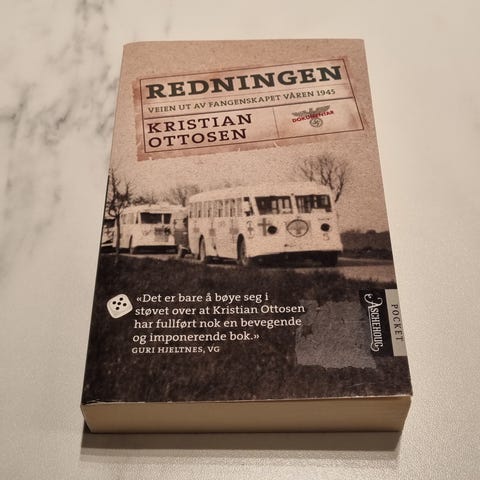 REDNINGEN
VEIEN UT AV FANGENSKAPET VÅREN 1945
KRISTIAN
OTTOSEN
DOKUMENTAR
«Det er bare å bøye seg i
støvet over at Kristian Ottosen
har fullført nok en bevegende
og imponerende bok.»
GURI HJELTNES, VG
ASCHEHOUG
POCKET